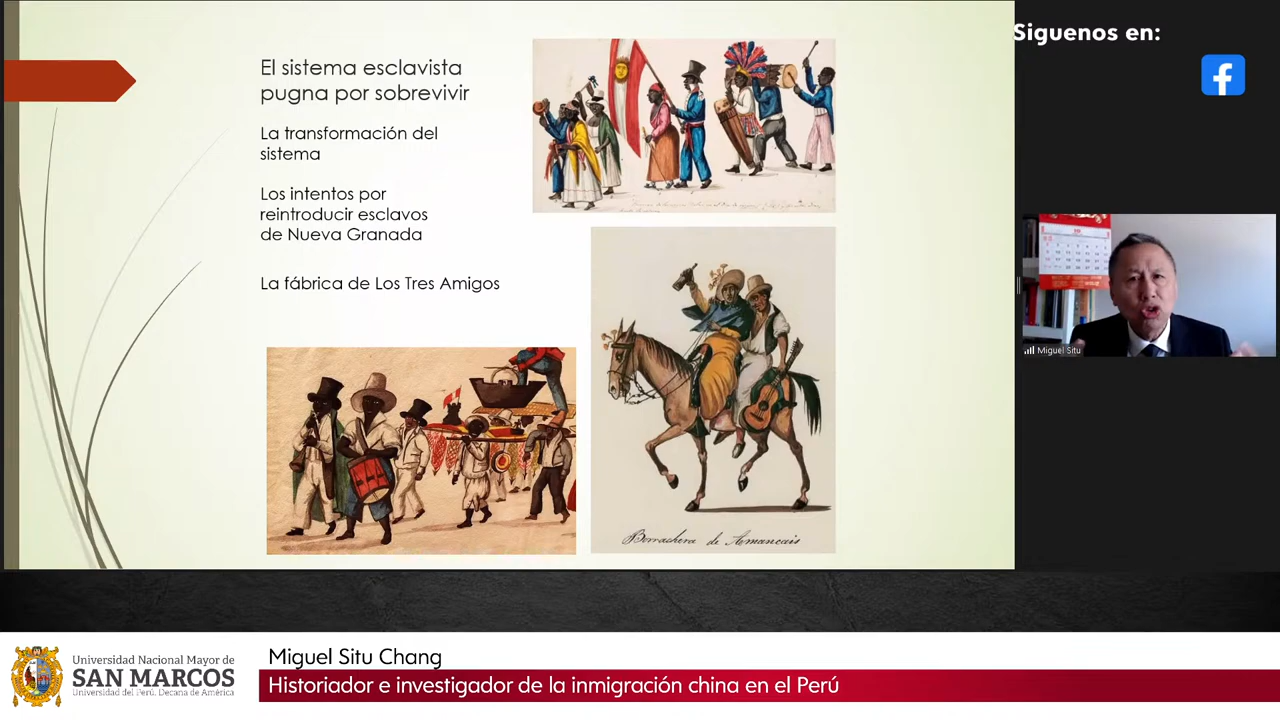 El sistema esclavista
pugna por sobrevivir
La transformación del
sistema
Los intentos por
reintroducir esclavos
de Nueva Granada
La fábrica de Los Tres Amigos
Borrachera de Amancais
Siguenos en:
Miguel Situ
Universidad Nacional Mayor de
SAN MARCOS
Universidad del Perú. Decana de América
Miguel Situ Chang
Historiador e investigador de la inmigración china en el Perú